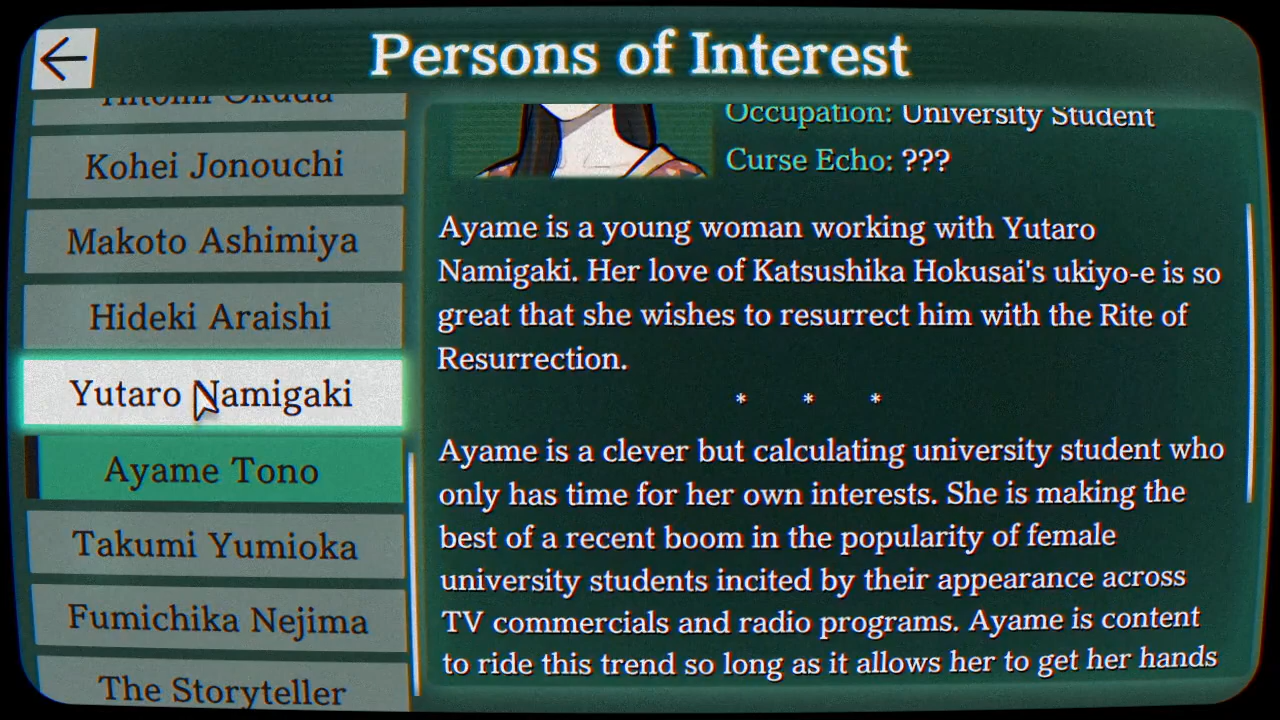 Persons of Interest
Hitomi Okuda
Kohei Jonouchi
Makoto Ashimiya
Hideki Araishi
Yutaro Namigaki
Ayame Tono
Takumi Yumioka
Fumichika Nejima
The Storyteller
Occupation: University Student
Curse Echo: ???
Ayame is a young woman working with Yutaro
Namigaki. Her love of Katsushika Hokusai's ukiyo-e is so
great that she wishes to resurrect him with the Rite of
Resurrection.
* * *
Ayame is a clever but calculating university student who
only has time for her own interests. She is making the
best of a recent boom in the popularity of female
university students incited by their appearance across
TV commercials and radio programs. Ayame is content
to ride this trend so long as it allows her to get her hands